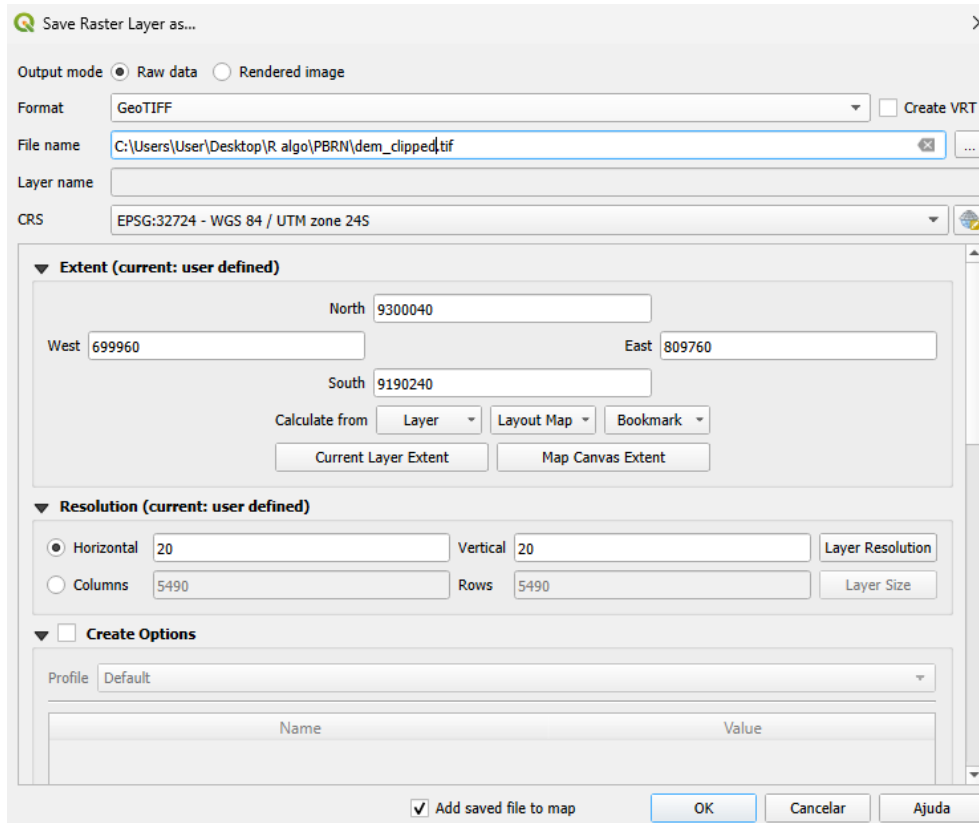 Save Raster Layer as...
Output mode Raw data Rendered image
Format GeoTIFF Create VRT
File name C:\Users\User\Desktop\R algo\PBRN\dem_clipped.tif ...
Layer name
CRS EPSG:32724 - WGS 84 / UTM zone 24S
Extent (current: user defined)
North 9300040
West 699960 East 809760
South 9190240
Calculate from Layer Layout Map Bookmark
Current Layer Extent Map Canvas Extent
Resolution (current: user defined)
Horizontal 20 Vertical 20 Layer Resolution
Columns 5490 Rows 5490 Layer Size
Create Options
Profile Default
Name Value
Add saved file to map OK Cancelar Ajuda